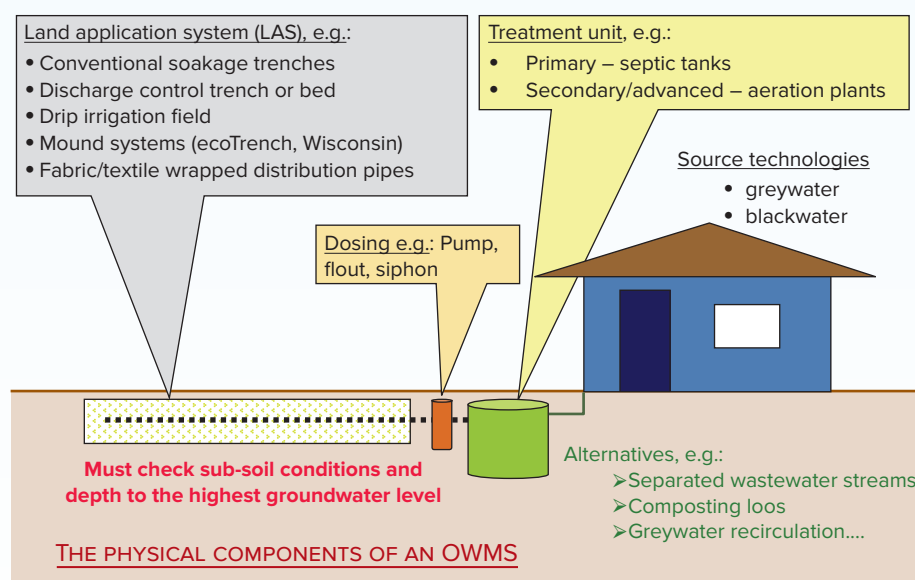 Land application system (LAS), e.g.:
• Conventional soakage trenches
• Discharge control trench or bed
• Drip irrigation field
• Mound systems (ecoTrench, Wisconsin)
• Fabric/textile wrapped distribution pipes
Treatment unit, e.g.:
• Primary – septic tanks
• Secondary/advanced – aeration plants
Source technologies
• greywater
• blackwater
Dosing e.g.: Pump,
flout, siphon
Must check sub-soil conditions and
depth to the highest groundwater level
Alternatives, e.g.:
➢Separated wastewater streams
➢Composting loos
➢Greywater recirculation....
THE PHYSICAL COMPONENTS OF AN OWMS